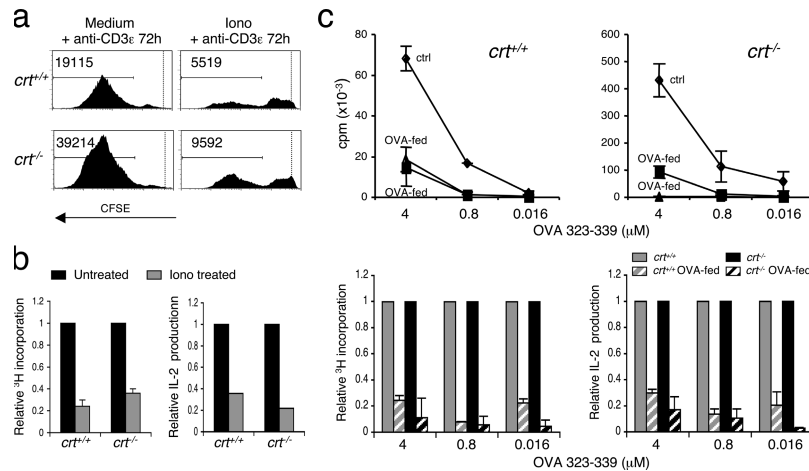 a
Medium
+ anti-CD3ε 72h
Iono
+ anti-CD3ε 72h
crt+/+
19115
5519
crt-/-
39214
9592
CFSE
b
Untreated
Iono treated
Relative ³H incorporation
1.2
1
0.8
0.6
0.4
0.2
0
crt+/+
crt-/-
Relative IL-2 productionn
1.2
1
0.8
0.6
0.4
0.2
0
crt+/+
crt-/-
c
cpm (x10-3)
80
60
40
20
0
crt+/+
ctrl
OVA-fed
OVA-fed
4
0.8
0.016
600
500
400
300
200
100
0
crt-/-
ctrl
OVA-fed
OVA-fed
4
0.8
0.016
OVA 323-339 (μM)
crt+/+
crt-/-
crt+/+ OVA-fed
crt-/- OVA-fed
Relative ³H incorporation
1.2
1
0.8
0.6
0.4
0.2
0
4
0.8
0.016
Relative IL-2 production
1.2
1
0.8
0.6
0.4
0.2
0
4
0.8
0.016
OVA 323-339 (μM)